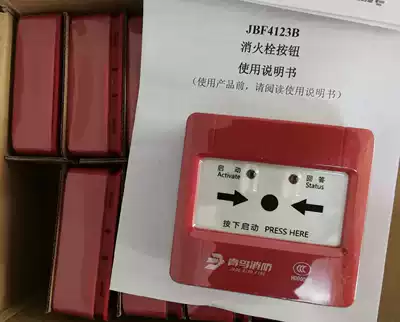 JBF4123B
消火栓按钮
使用说明书
(使用产品前,请阅读使用说明书)
启动 回答
Activate Status
按下启动 PRESS HERE
青鸟消防